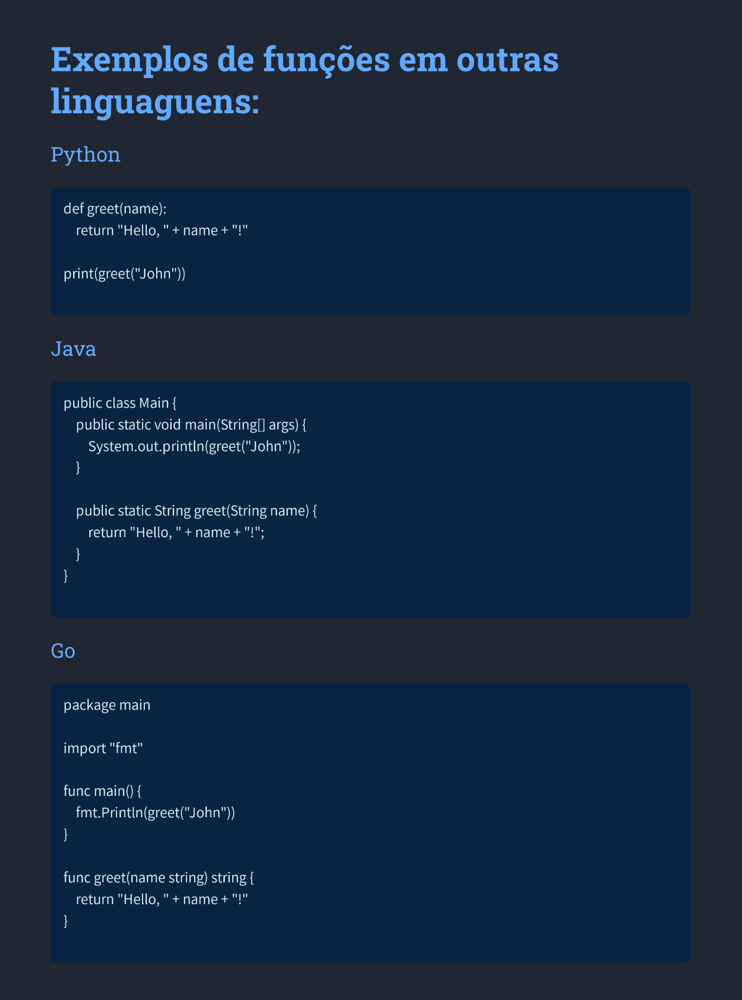 Exemplos de funções em outras
linguaguens:
Python
def greet(name):
    return "Hello, " + name + "!"
print(greet("John"))
Java
public class Main {
    public static void main(String[] args) {
        System.out.println(greet("John"));
    }
    public static String greet(String name) {
        return "Hello, " + name + "!";
    }
}
Go
package main
import "fmt"
func main() {
    fmt.Println(greet("John"))
}
func greet(name string) string {
    return "Hello, " + name + "!"
}